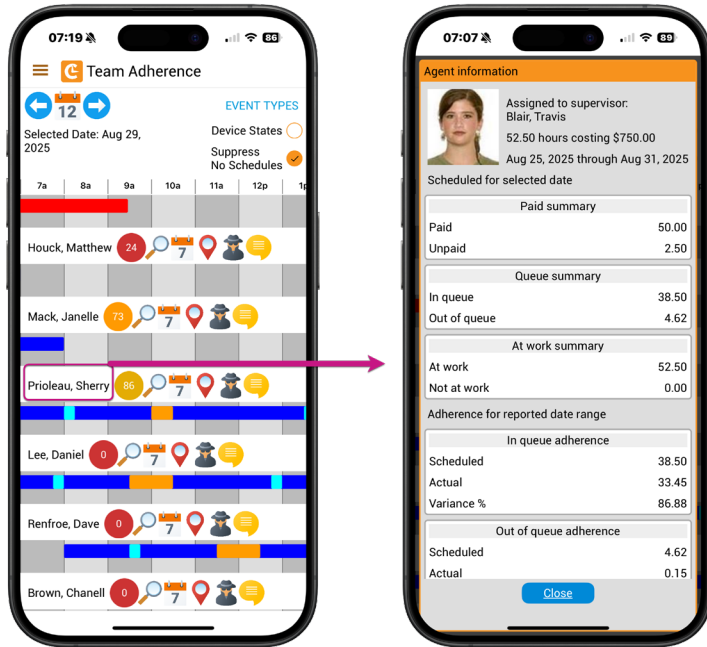 07:19
86
Team Adherence
12
EVENT TYPES
Selected Date: Aug 29,
2025
Device States
Suppress
No Schedules
7a 8a 9a 10a 11a 12p 1p
Houck, Matthew 24 7
Mack, Janelle 73 7
Prioleau, Sherry 86 7
Lee, Daniel 0 7
Renfroe, Dave 0 7
Brown, Chanell 0 7
07:07
89
Agent information
Assigned to supervisor:
Blair, Travis
52.50 hours costing $750.00
Aug 25, 2025 through Aug 31, 2025
Scheduled for selected date
Paid summary
Paid 50.00
Unpaid 2.50
Queue summary
In queue 38.50
Out of queue 4.62
At work summary
At work 52.50
Not at work 0.00
Adherence for reported date range
In queue adherence
Scheduled 38.50
Actual 33.45
Variance % 86.88
Out of queue adherence
Scheduled 4.62
Actual 0.15
Close